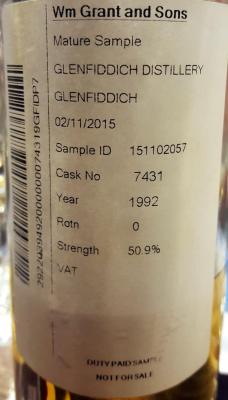 Wm Grant and Sons
Mature Sample
GLENFIDDICH DISTILLERY
GLENFIDDICH
02/11/2015
Sample ID 151102057
Cask No 7431
Year 1992
Rotn 0
Strength 50.9%
VAT
DUTY PAID SAMPLE
NOT FOR SALE